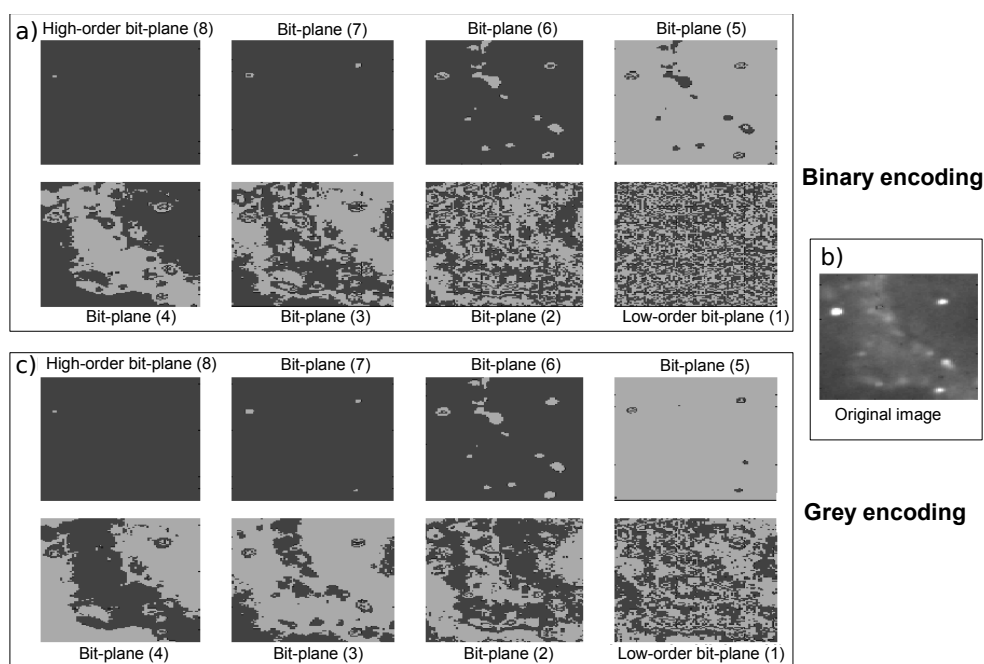 a)
High-order bit-plane (8) Bit-plane (7) Bit-plane (6) Bit-plane (5)
Bit-plane (4) Bit-plane (3) Bit-plane (2) Low-order bit-plane (1)
Binary encoding
b)
Original image
c)
High-order bit-plane (8) Bit-plane (7) Bit-plane (6) Bit-plane (5)
Bit-plane (4) Bit-plane (3) Bit-plane (2) Low-order bit-plane (1)
Grey encoding